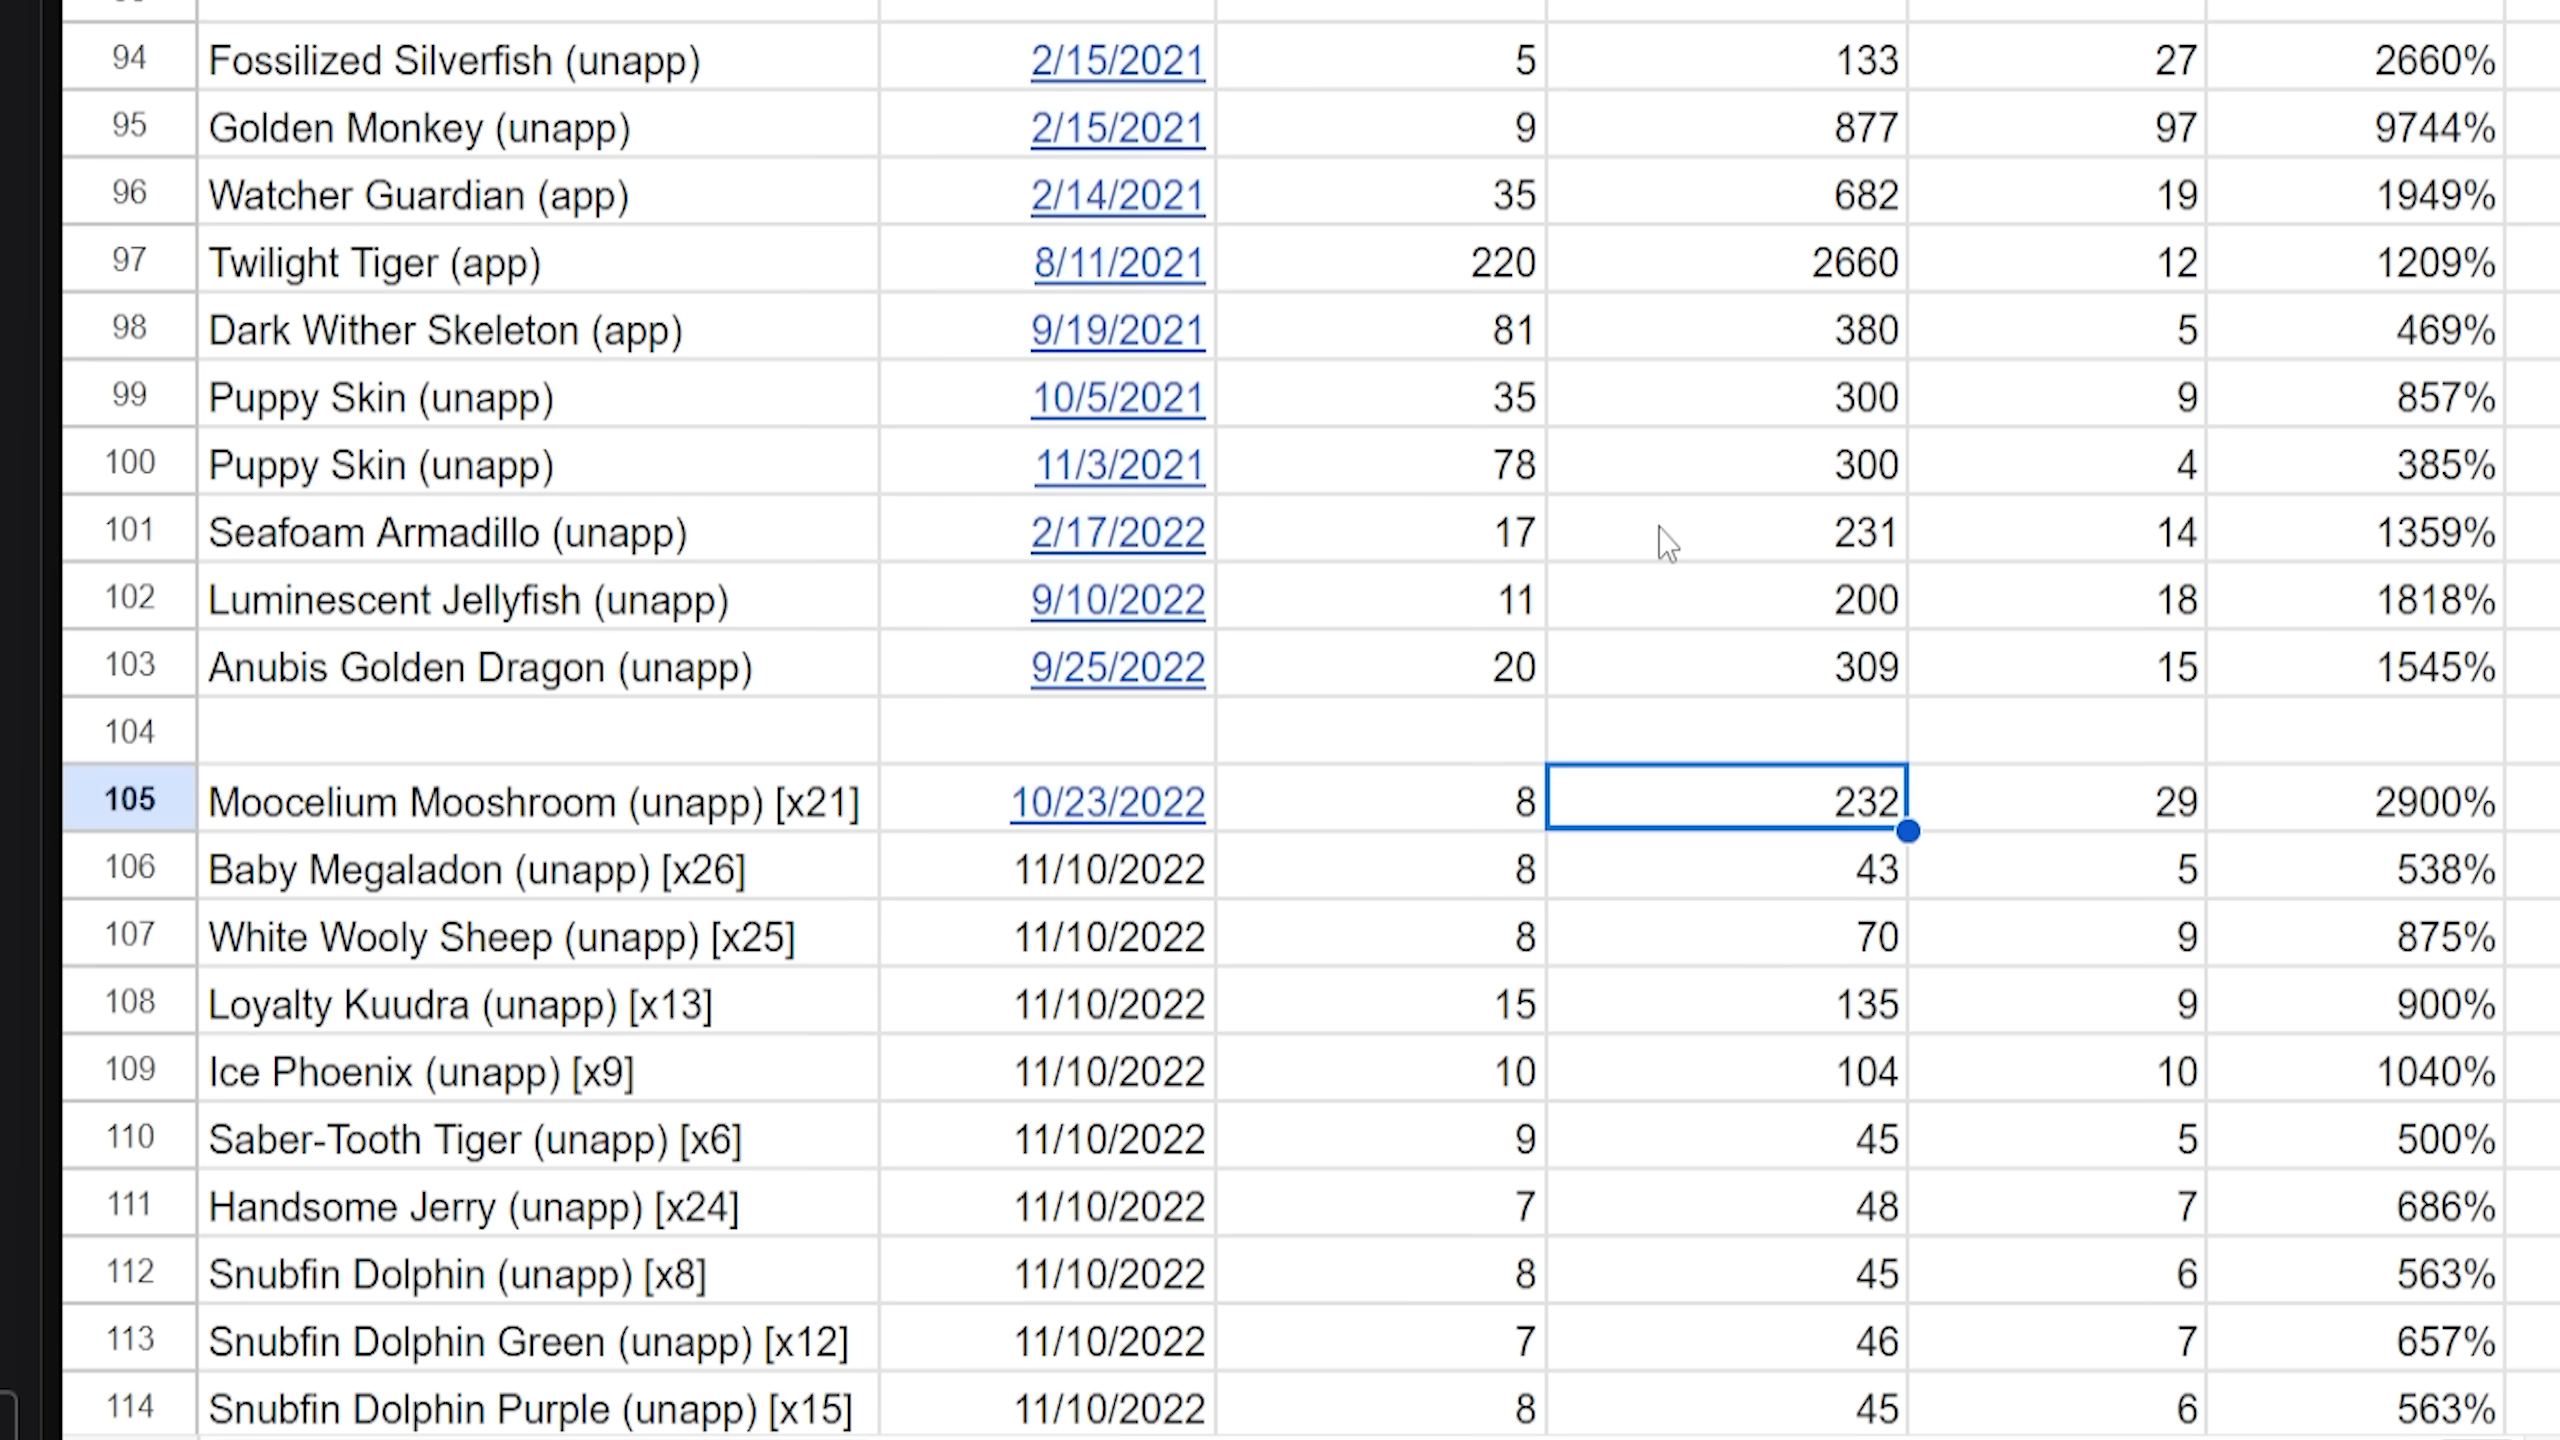 94 Fossilized Silverfish (unapp) 2/15/2021 5 133 27 2660%
95 Golden Monkey (unapp) 2/15/2021 9 877 97 9744%
96 Watcher Guardian (app) 2/14/2021 35 682 19 1949%
97 Twilight Tiger (app) 8/11/2021 220 2660 12 1209%
98 Dark Wither Skeleton (app) 9/19/2021 81 380 5 469%
99 Puppy Skin (unapp) 10/5/2021 35 300 9 857%
100 Puppy Skin (unapp) 11/3/2021 78 300 4 385%
101 Seafoam Armadillo (unapp) 2/17/2022 17 231 14 1359%
102 Luminescent Jellyfish (unapp) 9/10/2022 11 200 18 1818%
103 Anubis Golden Dragon (unapp) 9/25/2022 20 309 15 1545%
104
105 Moocelium Mooshroom (unapp) [x21] 10/23/2022 8 232 29 2900%
106 Baby Megaladon (unapp) [x26] 11/10/2022 8 43 5 538%
107 White Wooly Sheep (unapp) [x25] 11/10/2022 8 70 9 875%
108 Loyalty Kuudra (unapp) [x13] 11/10/2022 15 135 9 900%
109 Ice Phoenix (unapp) [x9] 11/10/2022 10 104 10 1040%
110 Saber-Tooth Tiger (unapp) [x6] 11/10/2022 9 45 5 500%
111 Handsome Jerry (unapp) [x24] 11/10/2022 7 48 7 686%
112 Snubfin Dolphin (unapp) [x8] 11/10/2022 8 45 6 563%
113 Snubfin Dolphin Green (unapp) [x12] 11/10/2022 7 46 7 657%
114 Snubfin Dolphin Purple (unapp) [x15] 11/10/2022 8 45 6 563%